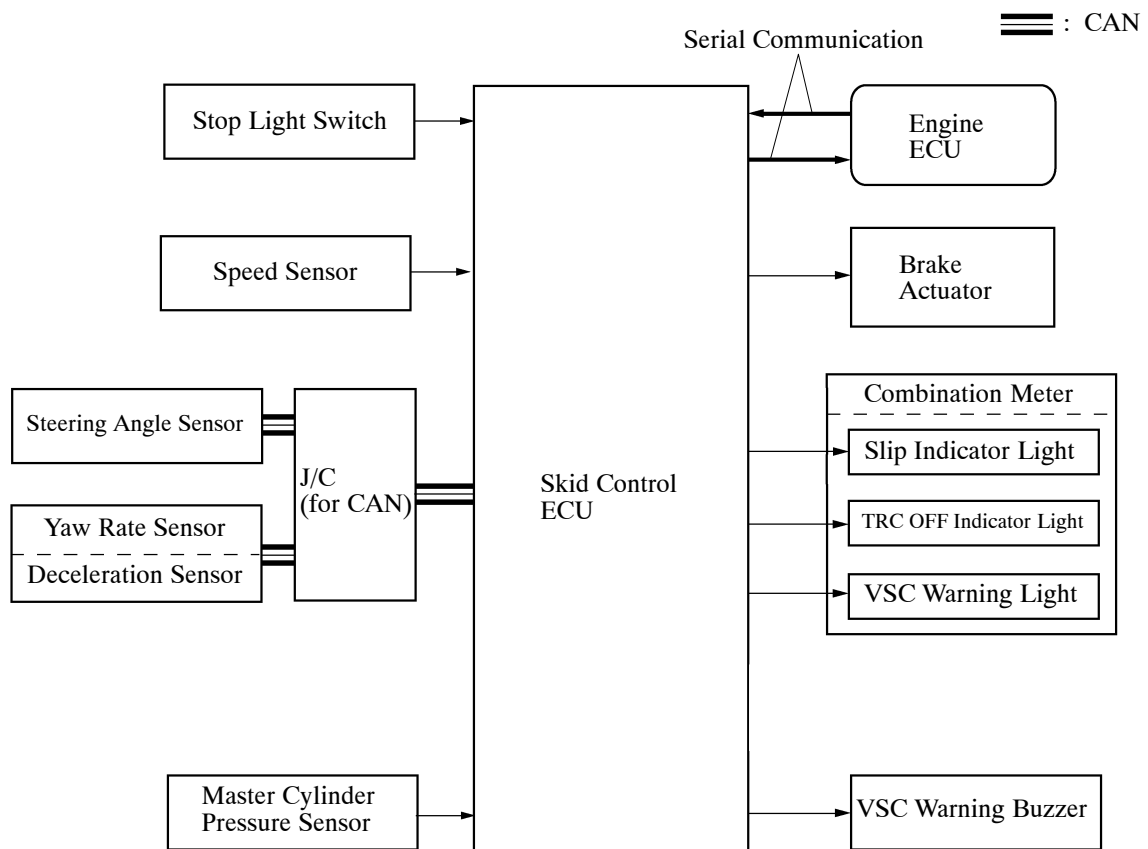 : CAN
Serial Communication
Stop Light Switch
Engine
ECU
Speed Sensor
Brake
Actuator
Steering Angle Sensor
J/C
(for CAN)
Yaw Rate Sensor
Deceleration Sensor
Skid Control
ECU
Combination Meter
Slip Indicator Light
TRC OFF Indicator Light
VSC Warning Light
Master Cylinder
Pressure Sensor
VSC Warning Buzzer